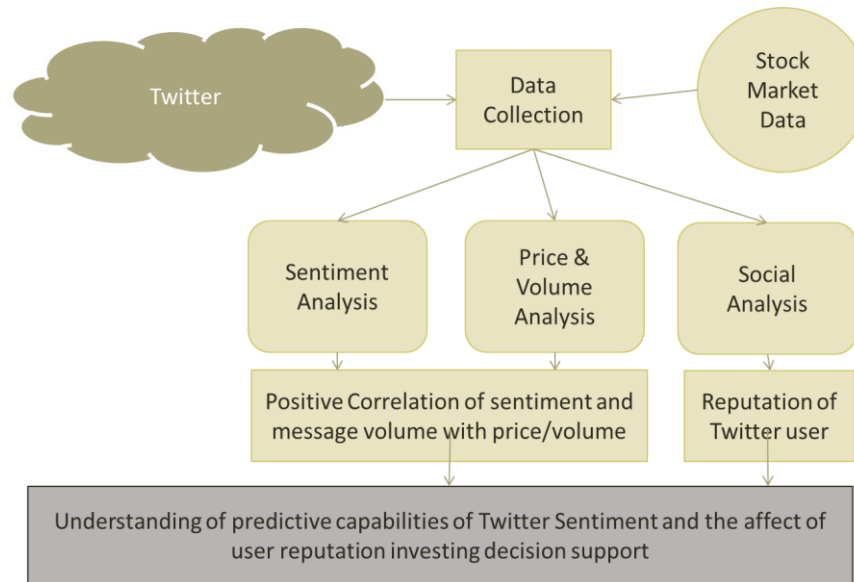 Twitter
Data
Collection
Stock
Market
Data
Sentiment
Analysis
Price &
Volume
Analysis
Social
Analysis
Positive Correlation of sentiment and
message volume with price/volume
Reputation of
Twitter user
Understanding of predictive capabilities of Twitter Sentiment and the affect of
user reputation investing decision support